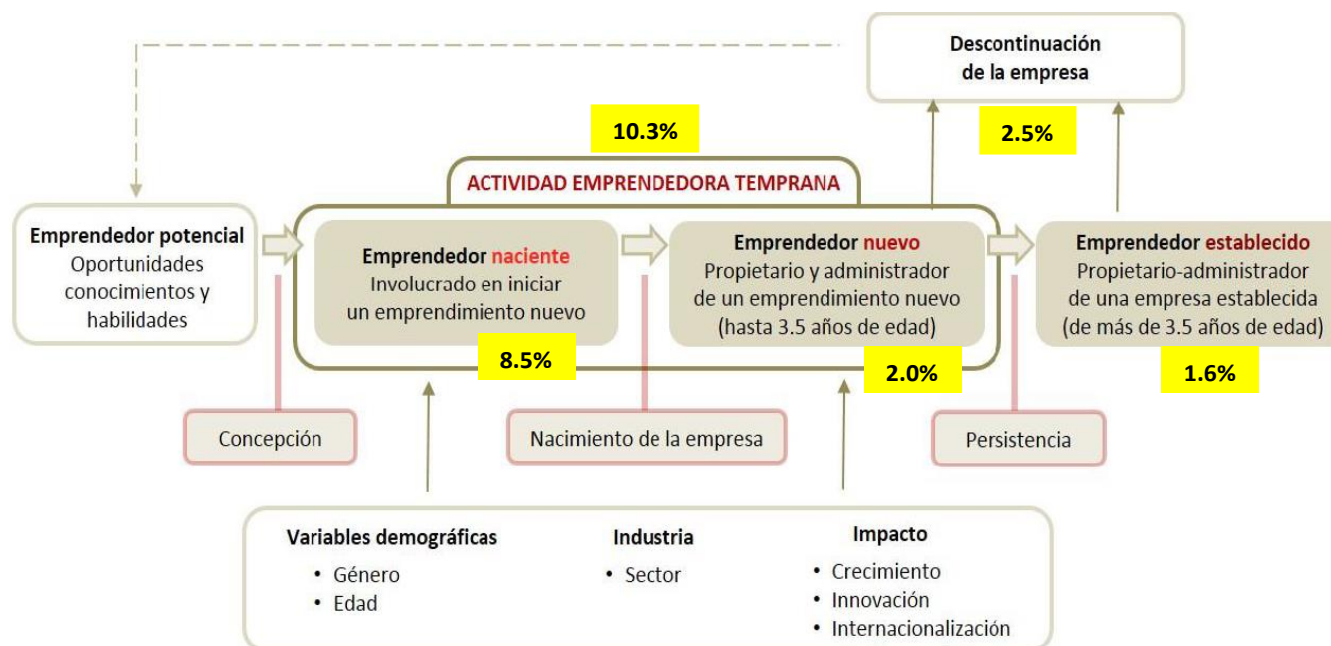 Descontinuación
de la empresa
2.5%
10.3%
ACTIVIDAD EMPRENDEDORA TEMPRANA
Emprendedor potencial
Oportunidades
conocimientos y
habilidades
Emprendedor naciente
Involucrado en iniciar
un emprendimiento nuevo
8.5%
Emprendedor nuevo
Propietario y administrador
de un emprendimiento nuevo
(hasta 3.5 años de edad)
2.0%
Emprendedor establecido
Propietario-administrador
de una empresa establecida
(de más de 3.5 años de edad)
1.6%
Concepción
Nacimiento de la empresa
Persistencia
Variables demográficas
• Género
• Edad
Industria
• Sector
Impacto
• Crecimiento
• Innovación
• Internacionalización